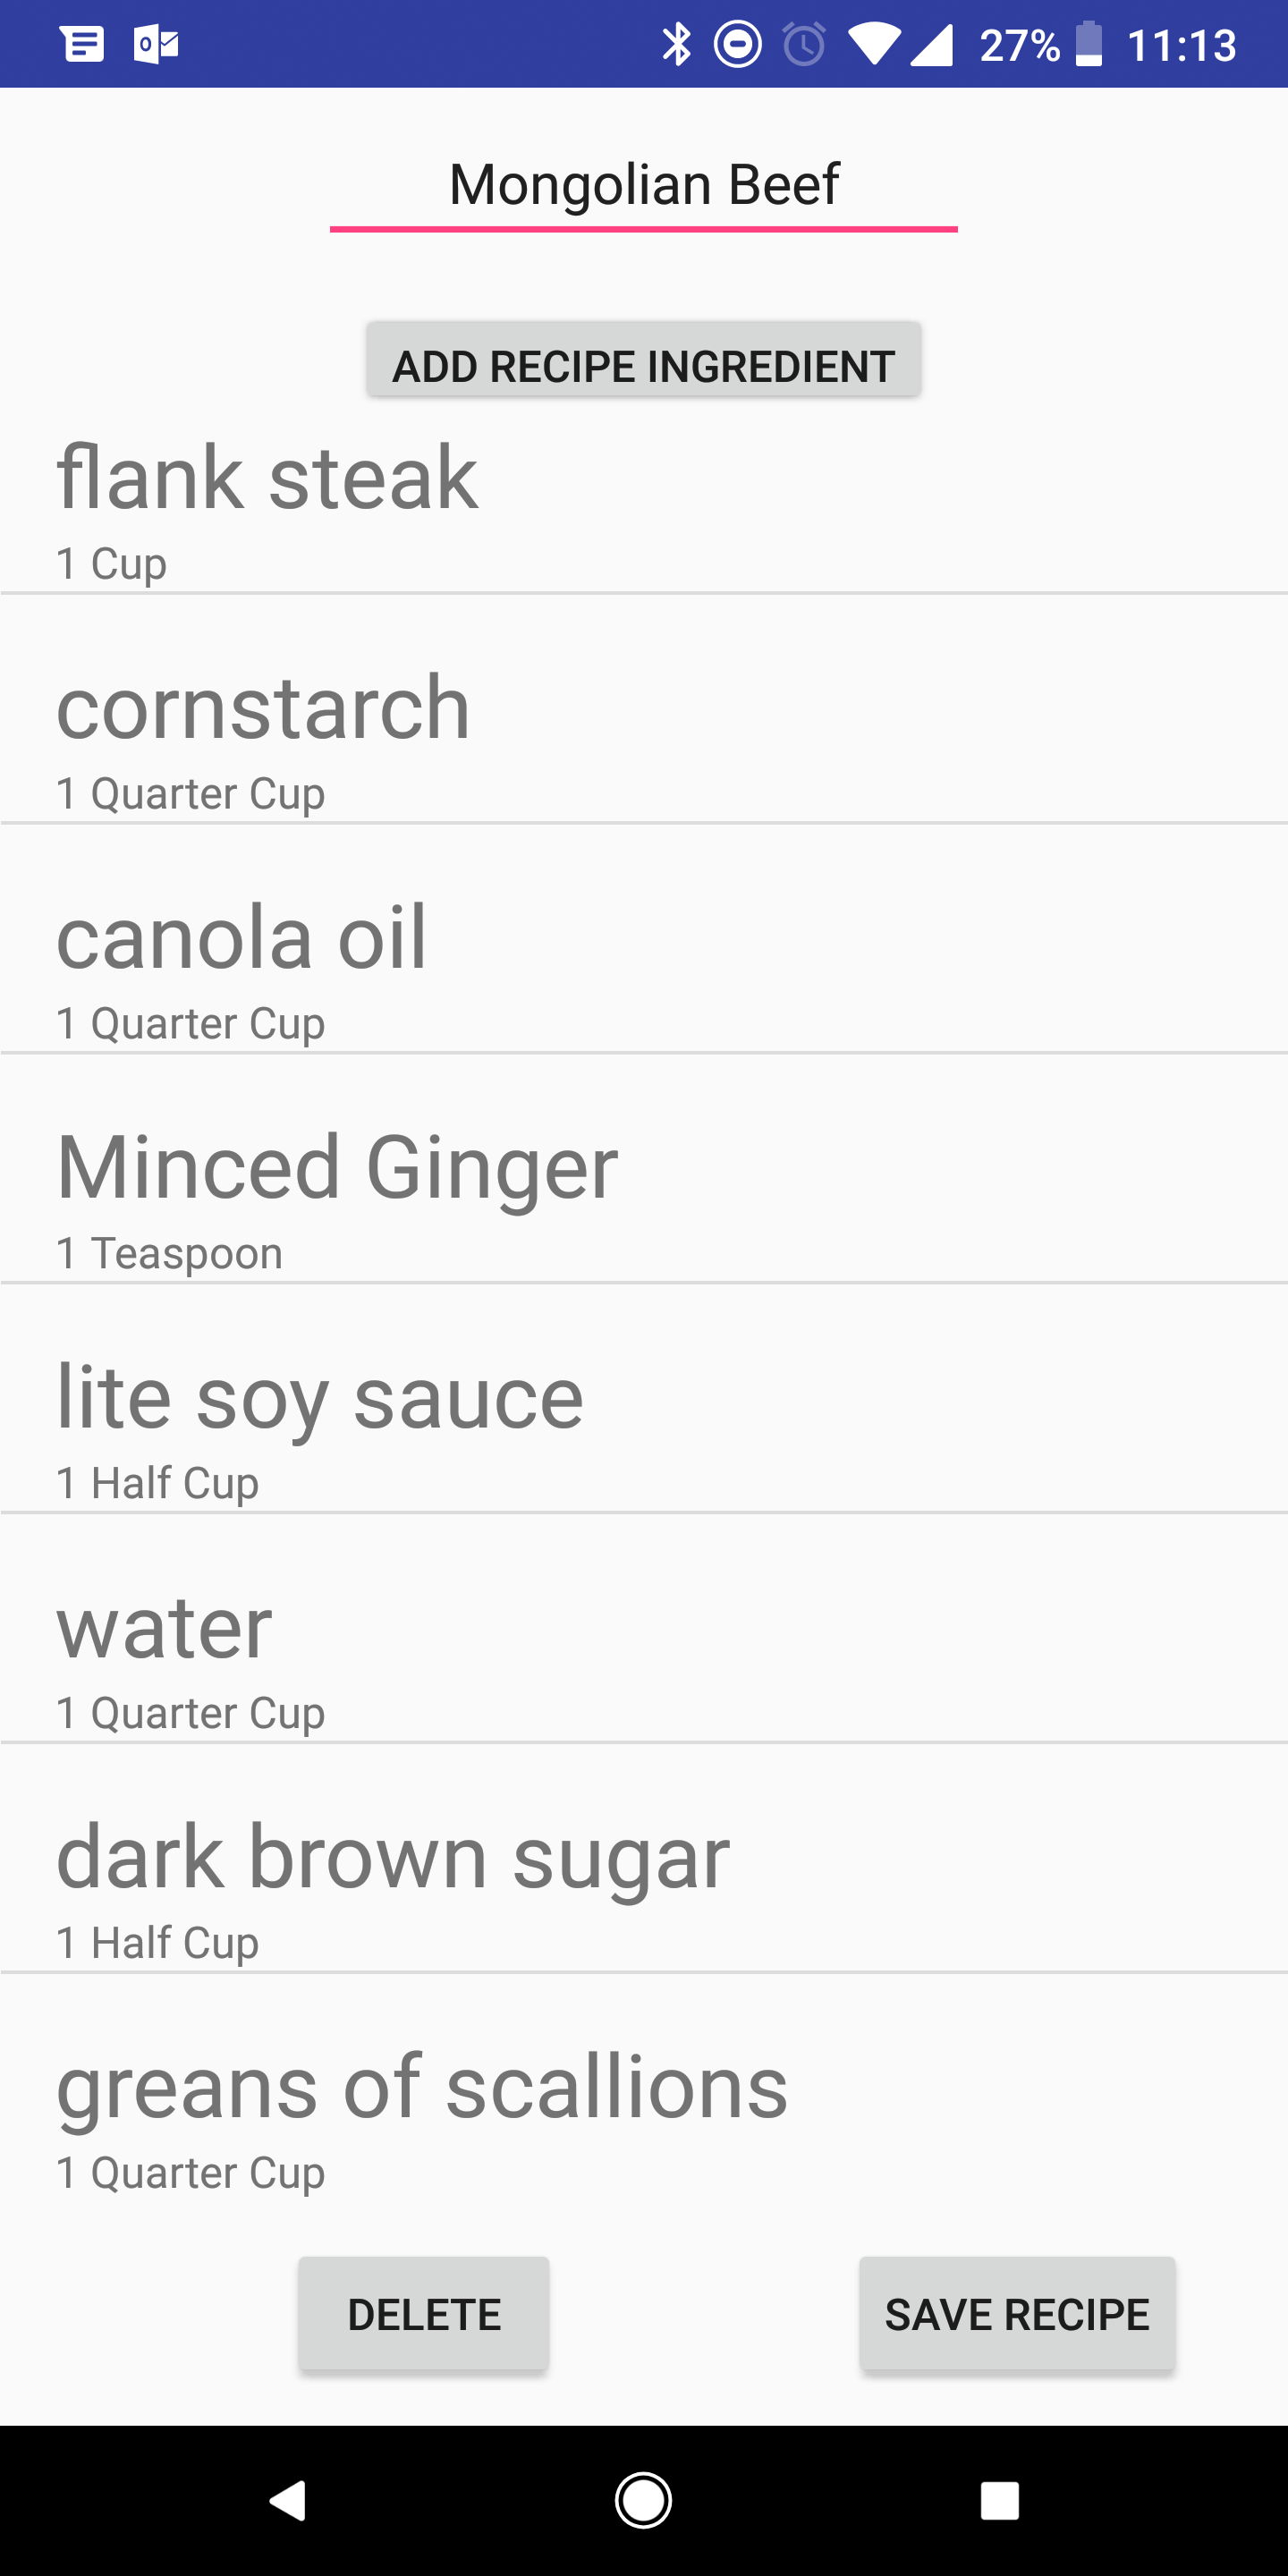 27% 11:13
Mongolian Beef
ADD RECIPE INGREDIENT
flank steak
1 Cup
cornstarch
1 Quarter Cup
canola oil
1 Quarter Cup
Minced Ginger
1 Teaspoon
lite soy sauce
1 Half Cup
water
1 Quarter Cup
dark brown sugar
1 Half Cup
greans of scallions
1 Quarter Cup
DELETE SAVE RECIPE